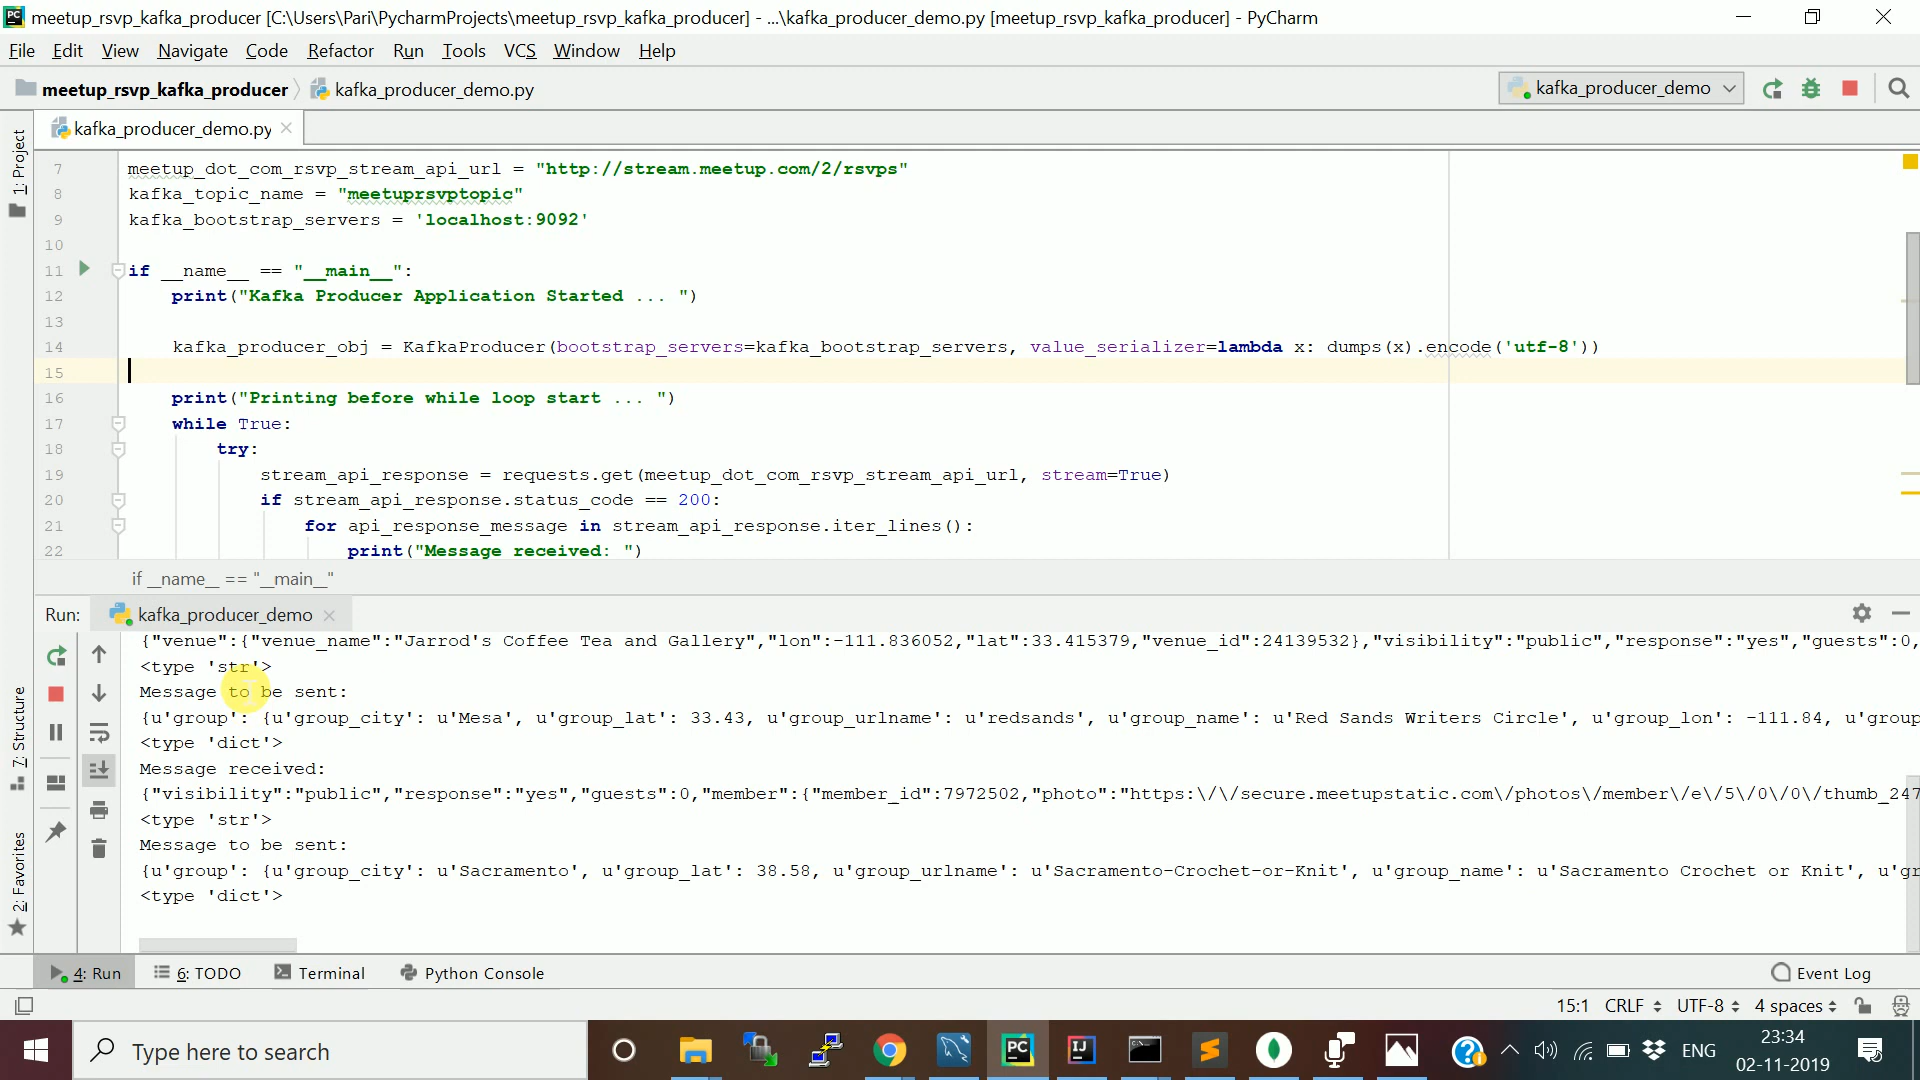 meetup_rsvp_kafka_producer [C:\Users\Pari\PycharmProjects\meetup_rsvp_kafka_producer] - ...\kafka_producer_demo.py [meetup_rsvp_kafka_producer] - PyCharm
File Edit View Navigate Code Refactor Run Tools VCS Window Help
meetup_rsvp_kafka_producer kafka_producer_demo.py kafka_producer_demo
kafka_producer_demo.py
1: Project
7 meetup_dot_com_rsvp_stream_api_url = "http://stream.meetup.com/2/rsvps"
8 kafka_topic_name = "meetuprsvptopic"
9 kafka_bootstrap_servers = 'localhost:9092'
10
11 if __name__ == "__main__":
12 print("Kafka Producer Application Started ... ")
13
14 kafka_producer_obj = KafkaProducer(bootstrap_servers=kafka_bootstrap_servers, value_serializer=lambda x: dumps(x).encode('utf-8'))
15
16 print("Printing before while loop start ... ")
17 while True:
18 try:
19 stream_api_response = requests.get(meetup_dot_com_rsvp_stream_api_url, stream=True)
20 if stream_api_response.status_code == 200:
21 for api_response_message in stream_api_response.iter_lines():
22 print("Message received: ")
if __name__ == "__main__"
Run: kafka_producer_demo
{"venue":{"venue_name":"Jarrod's Coffee Tea and Gallery","lon":-111.836052,"lat":33.415379,"venue_id":24139532},"visibility":"public","response":"yes","guests":0,
<type 'str'>
Message to be sent:
{u'group': {u'group_city': u'Mesa', u'group_lat': 33.43, u'group_urlname': u'redsands', u'group_name': u'Red Sands Writers Circle', u'group_lon': -111.84, u'group
<type 'dict'>
Message received:
{"visibility":"public","response":"yes","guests":0,"member":{"member_id":7972502,"photo":"https:\/\/secure.meetupstatic.com\/photos\/member\/e\/5\/0\/0\/thumb_247
<type 'str'>
Message to be sent:
{u'group': {u'group_city': u'Sacramento', u'group_lat': 38.58, u'group_urlname': u'Sacramento-Crochet-or-Knit', u'group_name': u'Sacramento Crochet or Knit', u'gr
<type 'dict'>
7: Structure
2: Favorites
4: Run 6: TODO Terminal Python Console Event Log
15:1 CRLF UTF-8 4 spaces
Type here to search
PC
IJ
ENG
23:34
02-11-2019